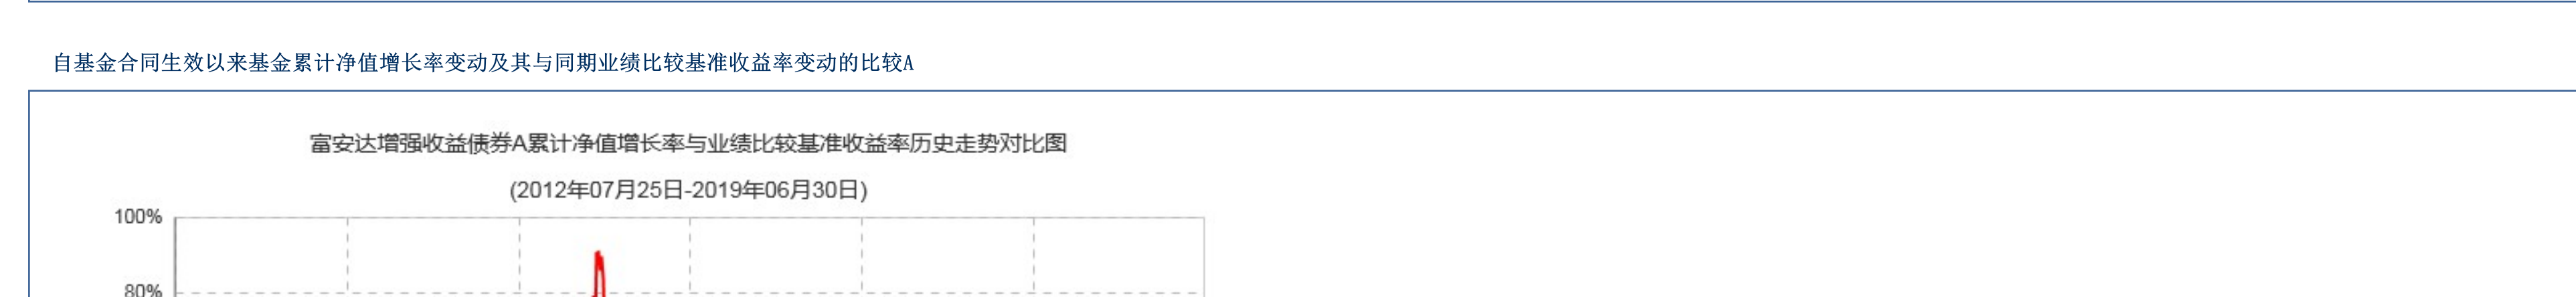 自基金合同生效以来基金累计净值增长率变动及其与同期业绩比较基准收益率变动的比较A
富安达增强收益债券A累计净值增长率与业绩比较基准收益率历史走势对比图
(2012年07月25日-2019年06月30日)
100%
80%